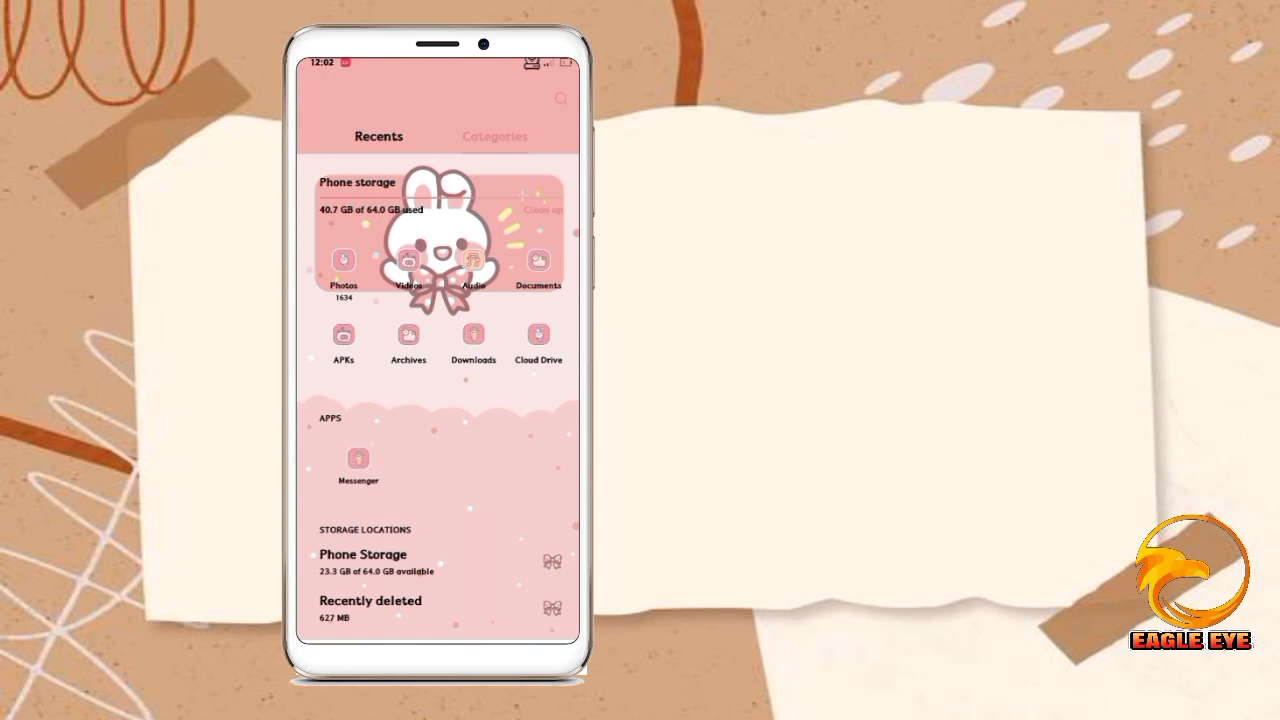 12:02
Recents Categories
Phone storage
40.7 GB of 64.0 GB used Clean up
Photos Videos Audio Documents
1634
APKs Archives Downloads Cloud Drive
APPS
Messenger
STORAGE LOCATIONS
Phone Storage
23.3 GB of 64.0 GB available
Recently deleted
627 MB
EAGLE EYE